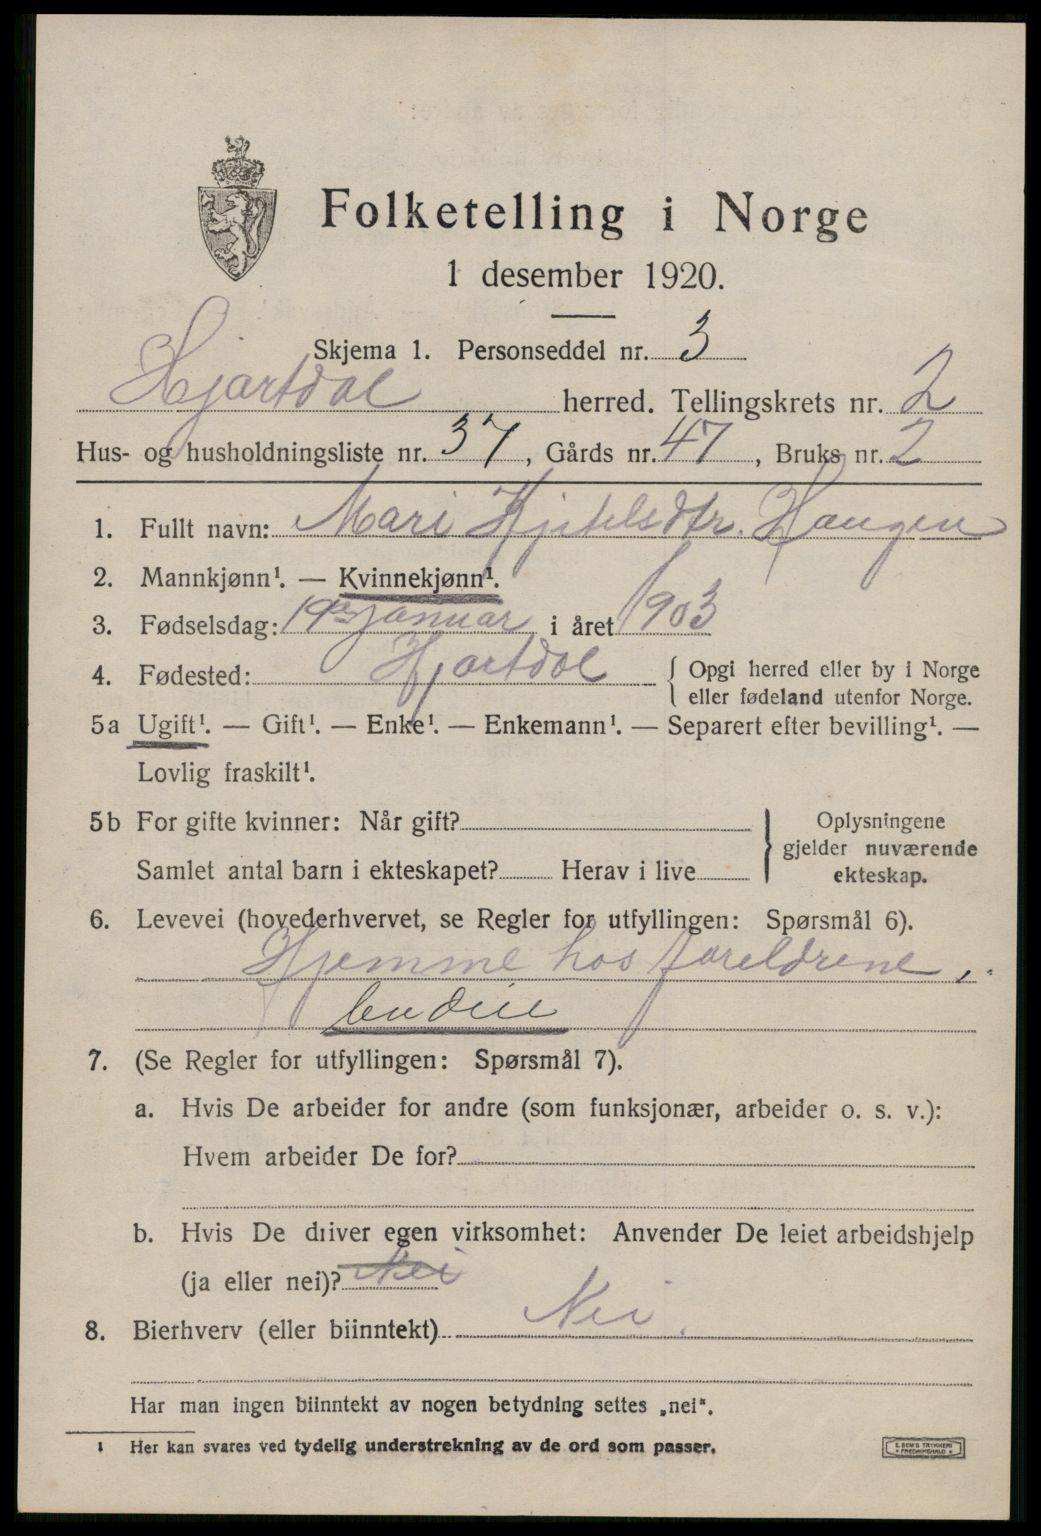 Folketelling i Norge
1 desember 1920.
Skjema 1. Personseddel nr. 3
Hjartdal herred. Tellingskrets nr. 2
Hus- og husholdningsliste nr. 37, Gårds nr. 47, Bruks nr. 2
1. Fullt navn: Mari Kjetelsdtr. Haugen
2. Mannkjønn¹. — Kvinnekjønn¹.
3. Fødselsdag: 19de januar i året 1903
4. Fødested: Hjartdal { Opgi herred eller by i Norge
eller fødeland utenfor Norge.
5a Ugift¹. — Gift¹. — Enke¹. — Enkemann¹. — Separert efter bevilling¹. —
Lovlig fraskilt¹.
5b For gifte kvinner: Når gift?
Samlet antal barn i ekteskapet? Herav i live
} Oplysningene
gjelder nuværende
ekteskap.
6. Levevei (hovederhvervet, se Regler for utfyllingen: Spørsmål 6).
Hjemme hos foreldrene,
7. (Se Regler for utfyllingen: Spørsmål 7).
a. Hvis De arbeider for andre (som funksjonær, arbeider o. s. v.):
Hvem arbeider De for?
b. Hvis De driver egen virksomhet: Anvender De leiet arbeidshjelp
(ja eller nei)? Nei
8. Bierhverv (eller biinntekt) Nei.
Har man ingen biinntekt av nogen betydning settes „nei".
¹ Her kan svares ved tydelig understrekning av de ord som passer.
E. SEM'S TRYKKERI
FREDRIKSHALD